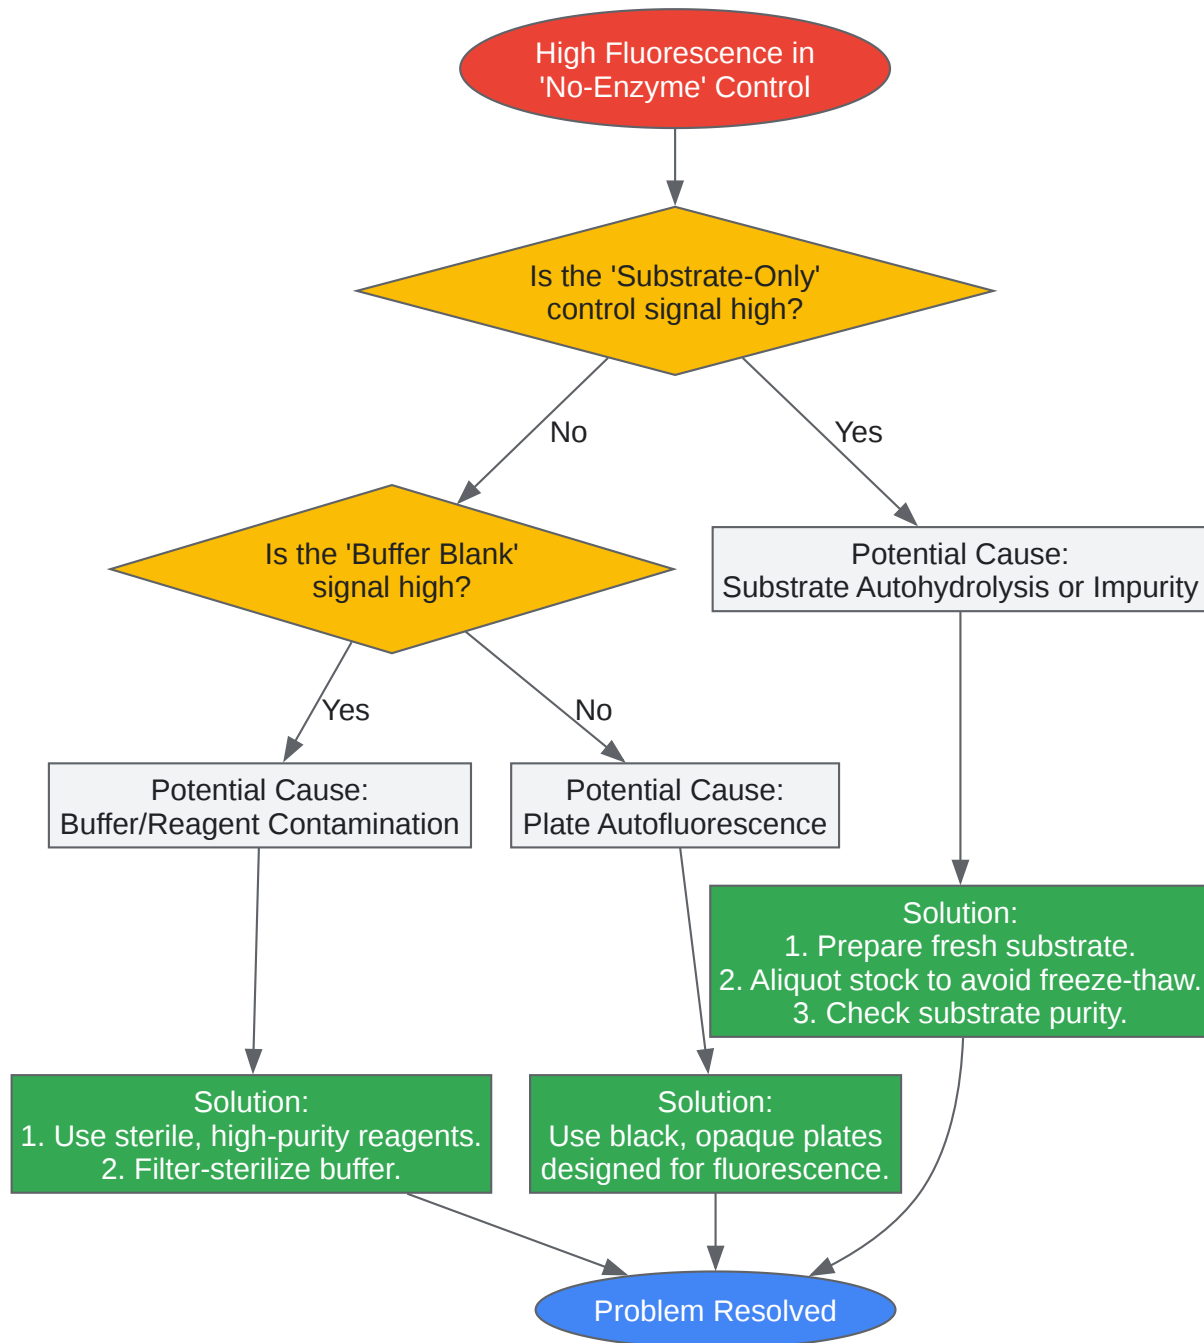 High Fluorescence in
'No-Enzyme' Control
Is the 'Substrate-Only'
control signal high?
No
Yes
Is the 'Buffer Blank'
signal high?
Potential Cause:
Substrate Autohydrolysis or Impurity
Yes
No
Potential Cause:
Buffer/Reagent Contamination
Potential Cause:
Plate Autofluorescence
Solution:
1. Prepare fresh substrate.
2. Aliquot stock to avoid freeze-thaw.
3. Check substrate purity.
Solution:
1. Use sterile, high-purity reagents.
2. Filter-sterilize buffer.
Solution:
Use black, opaque plates
designed for fluorescence.
Problem Resolved